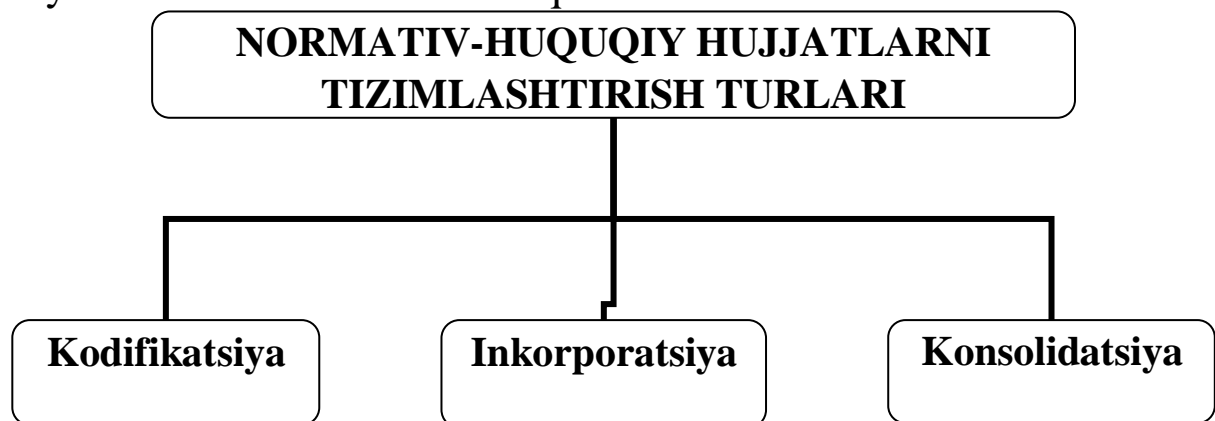 NORMATIV-HUQUQIY HUJJATLARNI
TIZIMLASHTIRISH TURLARI
Kodifikatsiya
Inkorporatsiya
Konsolidatsiya